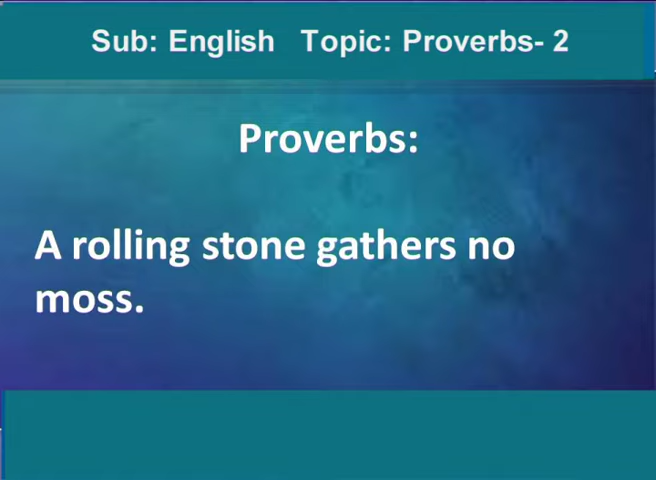 Sub: English Topic: Proverbs- 2
Proverbs:
A rolling stone gathers no
moss.